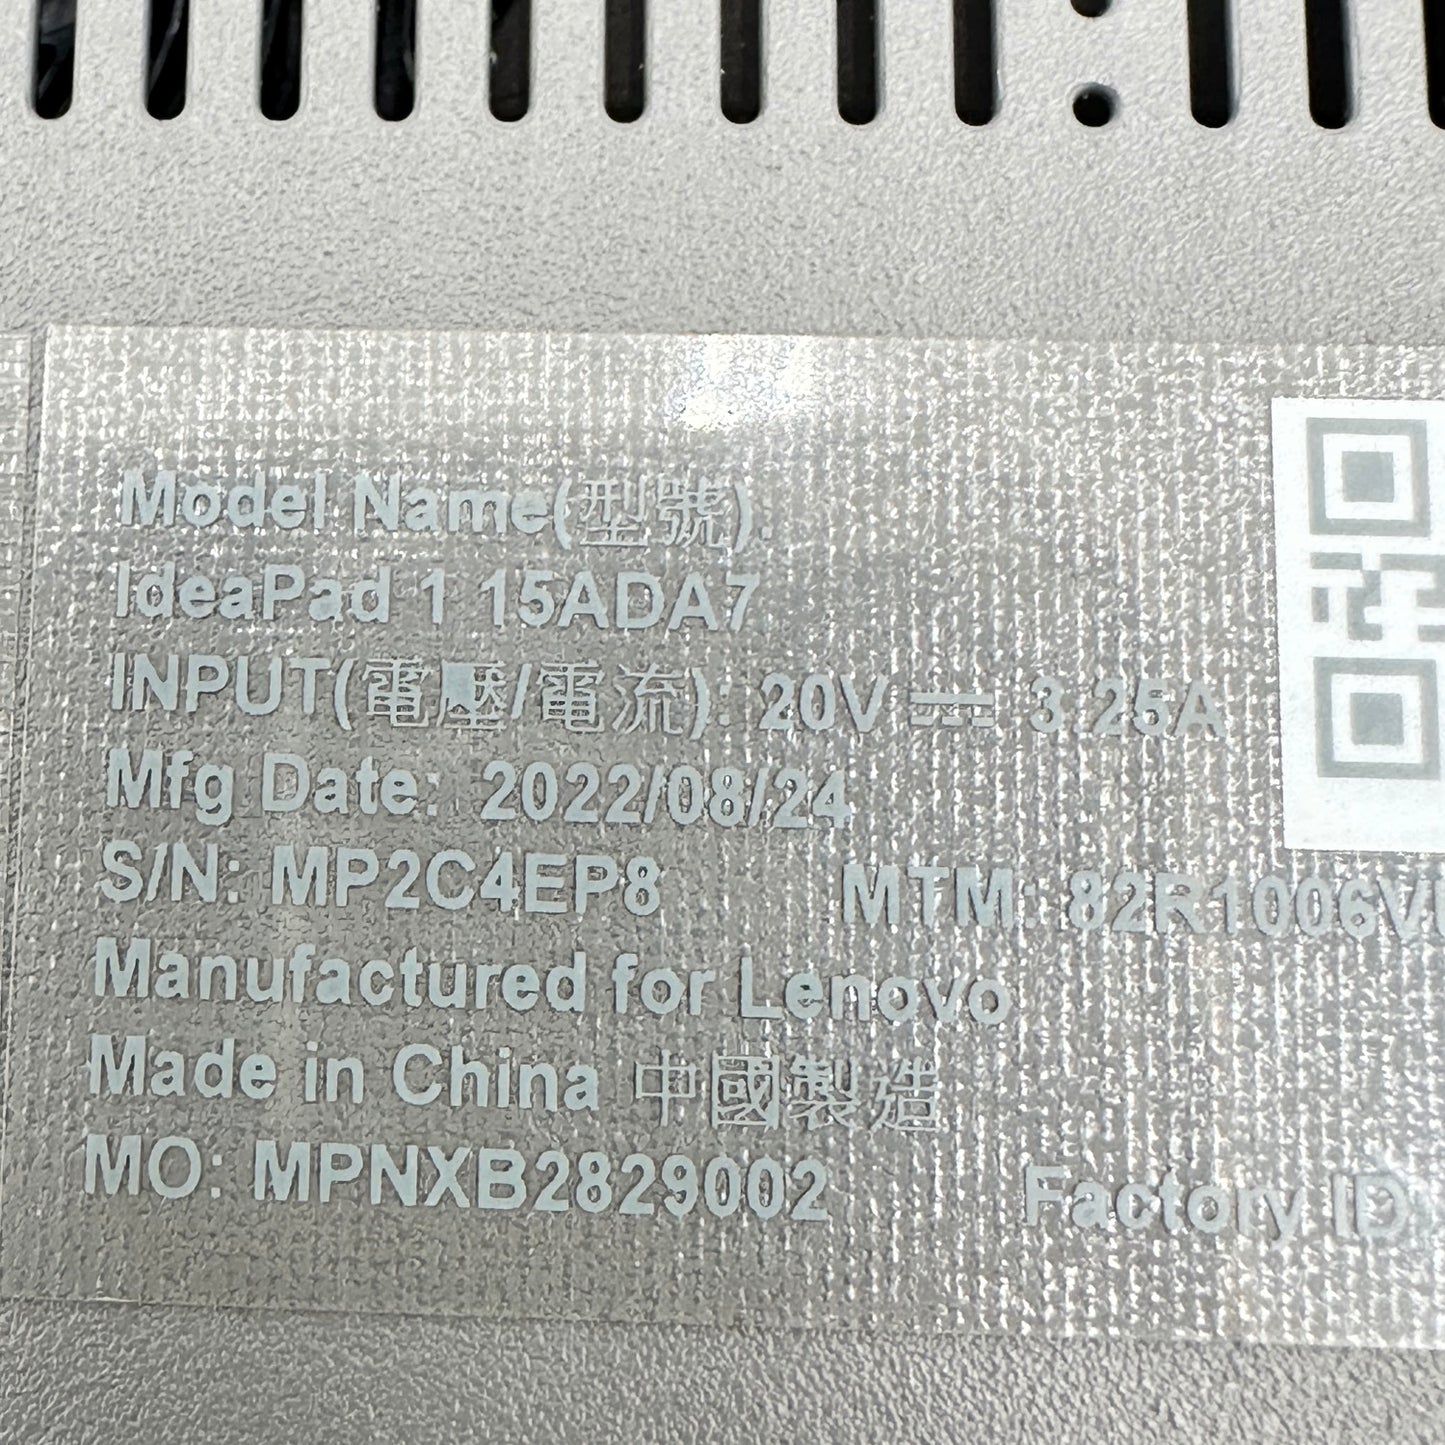 Model Name(型號):
IdeaPad 1 15ADA7
INPUT(電壓/電流): 20V ⎓ 3.25A
Mfg Date: 2022/08/24
S/N: MP2C4EP8 MTM: 82R1006VU
Manufactured for Lenovo
Made in China 中國製造
MO: MPNXB2829002 Factory ID: